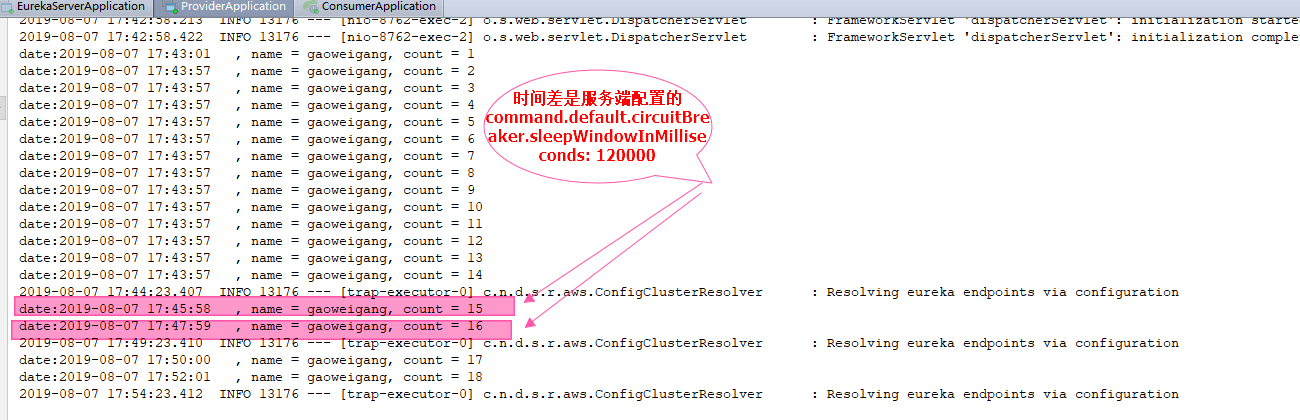 EurekaServerApplication ProviderApplication ConsumerApplication
2019-08-07 17:42:58.213 INFO 13176 --- [nio-8762-exec-2] o.s.web.servlet.DispatcherServlet : FrameworkServlet 'dispatcherServlet': initialization starte
2019-08-07 17:42:58.422 INFO 13176 --- [nio-8762-exec-2] o.s.web.servlet.DispatcherServlet : FrameworkServlet 'dispatcherServlet': initialization comple
date:2019-08-07 17:43:01 , name = gaoweigang, count = 1
date:2019-08-07 17:43:57 , name = gaoweigang, count = 2
date:2019-08-07 17:43:57 , name = gaoweigang, count = 3
date:2019-08-07 17:43:57 , name = gaoweigang, count = 4
date:2019-08-07 17:43:57 , name = gaoweigang, count = 5
date:2019-08-07 17:43:57 , name = gaoweigang, count = 6
date:2019-08-07 17:43:57 , name = gaoweigang, count = 7
date:2019-08-07 17:43:57 , name = gaoweigang, count = 8
date:2019-08-07 17:43:57 , name = gaoweigang, count = 9
date:2019-08-07 17:43:57 , name = gaoweigang, count = 10
date:2019-08-07 17:43:57 , name = gaoweigang, count = 11
date:2019-08-07 17:43:57 , name = gaoweigang, count = 12
date:2019-08-07 17:43:57 , name = gaoweigang, count = 13
date:2019-08-07 17:43:57 , name = gaoweigang, count = 14
2019-08-07 17:44:23.407 INFO 13176 --- [trap-executor-0] c.n.d.s.r.aws.ConfigClusterResolver : Resolving eureka endpoints via configuration
date:2019-08-07 17:45:58 , name = gaoweigang, count = 15
date:2019-08-07 17:47:59 , name = gaoweigang, count = 16
2019-08-07 17:49:23.410 INFO 13176 --- [trap-executor-0] c.n.d.s.r.aws.ConfigClusterResolver : Resolving eureka endpoints via configuration
date:2019-08-07 17:50:00 , name = gaoweigang, count = 17
date:2019-08-07 17:52:01 , name = gaoweigang, count = 18
2019-08-07 17:54:23.412 INFO 13176 --- [trap-executor-0] c.n.d.s.r.aws.ConfigClusterResolver : Resolving eureka endpoints via configuration
时间差是服务端配置的
command.default.circuitBre
aker.sleepWindowInMillise
conds: 120000